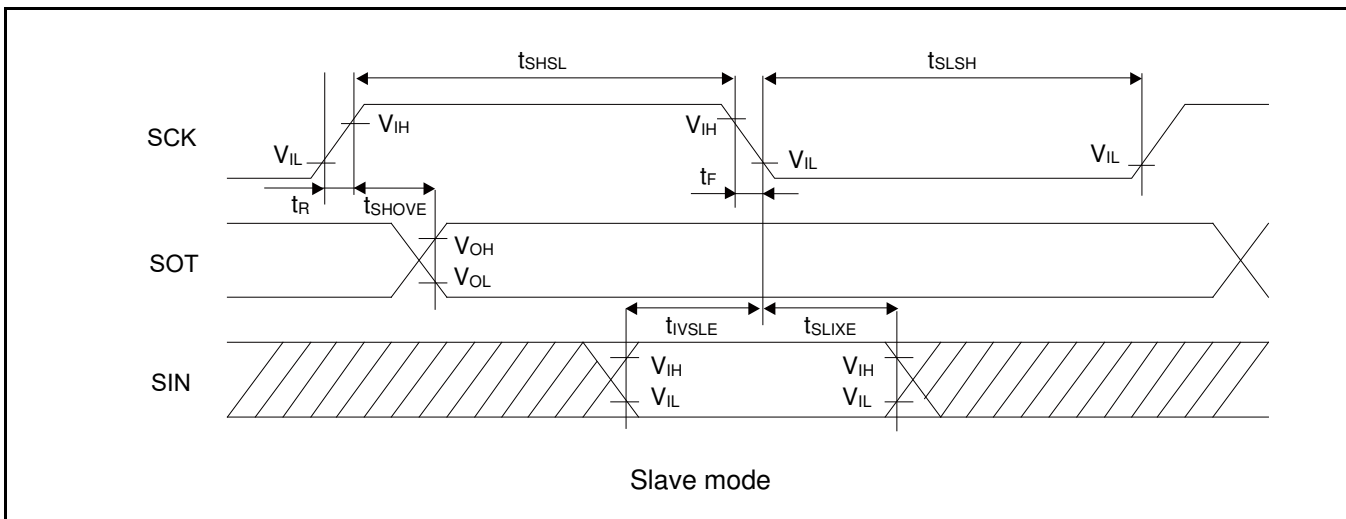 tSHSL
tSLSH
SCK
VIH
VIH
VIL
VIL
VIL
tR
tSHOVE
tF
SOT
VOH
VOL
tIVSLE
tSLIXE
SIN
VIH
VIH
VIL
VIL
Slave mode